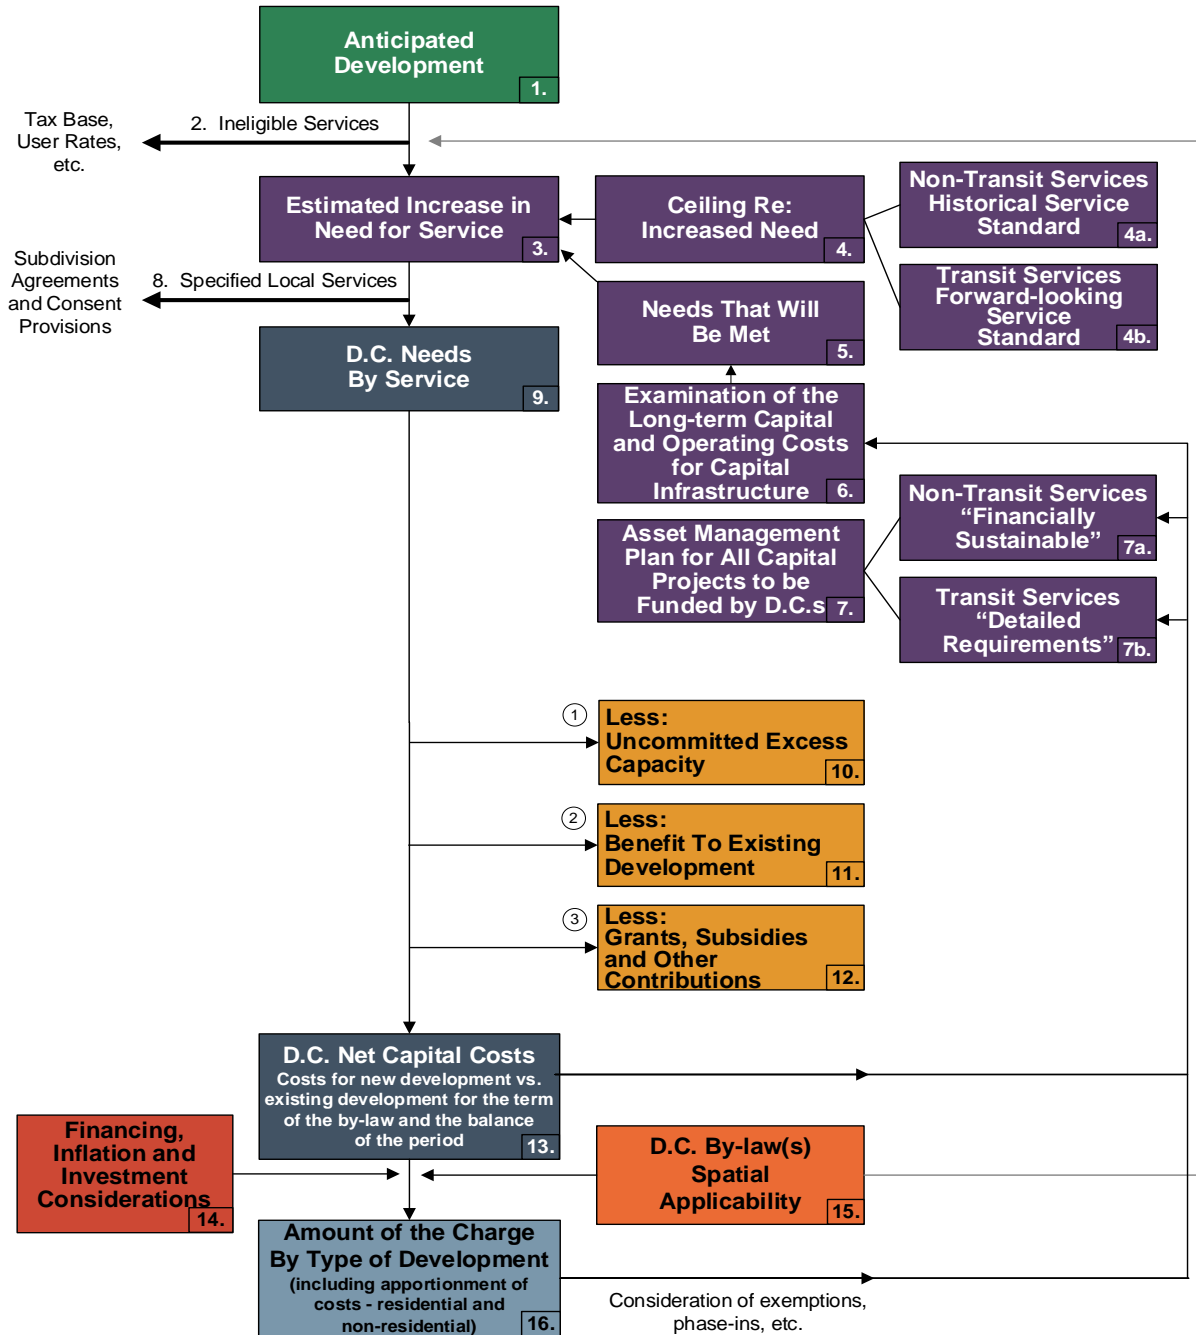 Anticipated
Development
1.
Tax Base,
User Rates,
etc.
2.  Ineligible Services
Estimated Increase in
Need for Service
3.
Ceiling Re:
Increased Need
4.
Non-Transit Services
Historical Service
Standard
4a.
Transit Services
Forward-looking
Service
Standard
4b.
Subdivision
Agreements
and Consent
Provisions
8.  Specified Local Services
Needs That Will
Be Met
5.
D.C. Needs
By Service
9.
Examination of the
Long-term Capital
and Operating Costs
for Capital
Infrastructure
6.
Asset Management
Plan for All Capital
Projects to be
Funded by D.C.s
7.
Non-Transit Services
“Financially
Sustainable”
7a.
Transit Services
“Detailed
Requirements”
7b.
1
Less:
Uncommitted Excess
Capacity
10.
2
Less:
Benefit To Existing
Development
11.
3
Less:
Grants, Subsidies
and Other
Contributions
12.
D.C. Net Capital Costs
Costs for new development vs.
existing development for the term
of the by-law and the balance
of the period
13.
Financing,
Inflation and
Investment
Considerations
14.
D.C. By-law(s)
Spatial
Applicability
15.
Amount of the Charge
By Type of Development
(including apportionment of
costs - residential and
non-residential)
16.
Consideration of exemptions,
phase-ins, etc.